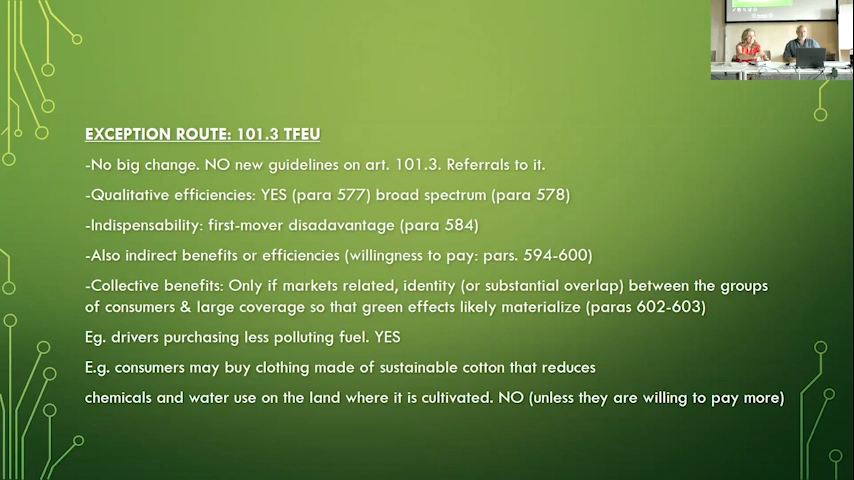 EXCEPTION ROUTE: 101.3 TFEU
-No big change. NO new guidelines on art. 101.3. Referrals to it.
-Qualitative efficiencies: YES (para 577) broad spectrum (para 578)
-Indispensability: first-mover disadavantage (para 584)
-Also indirect benefits or efficiencies (willingness to pay: pars. 594-600)
-Collective benefits: Only if markets related, identity (or substantial overlap) between the groups
of consumers & large coverage so that green effects likely materialize (paras 602-603)
Eg. drivers purchasing less polluting fuel. YES
E.g. consumers may buy clothing made of sustainable cotton that reduces
chemicals and water use on the land where it is cultivated. NO (unless they are willing to pay more)